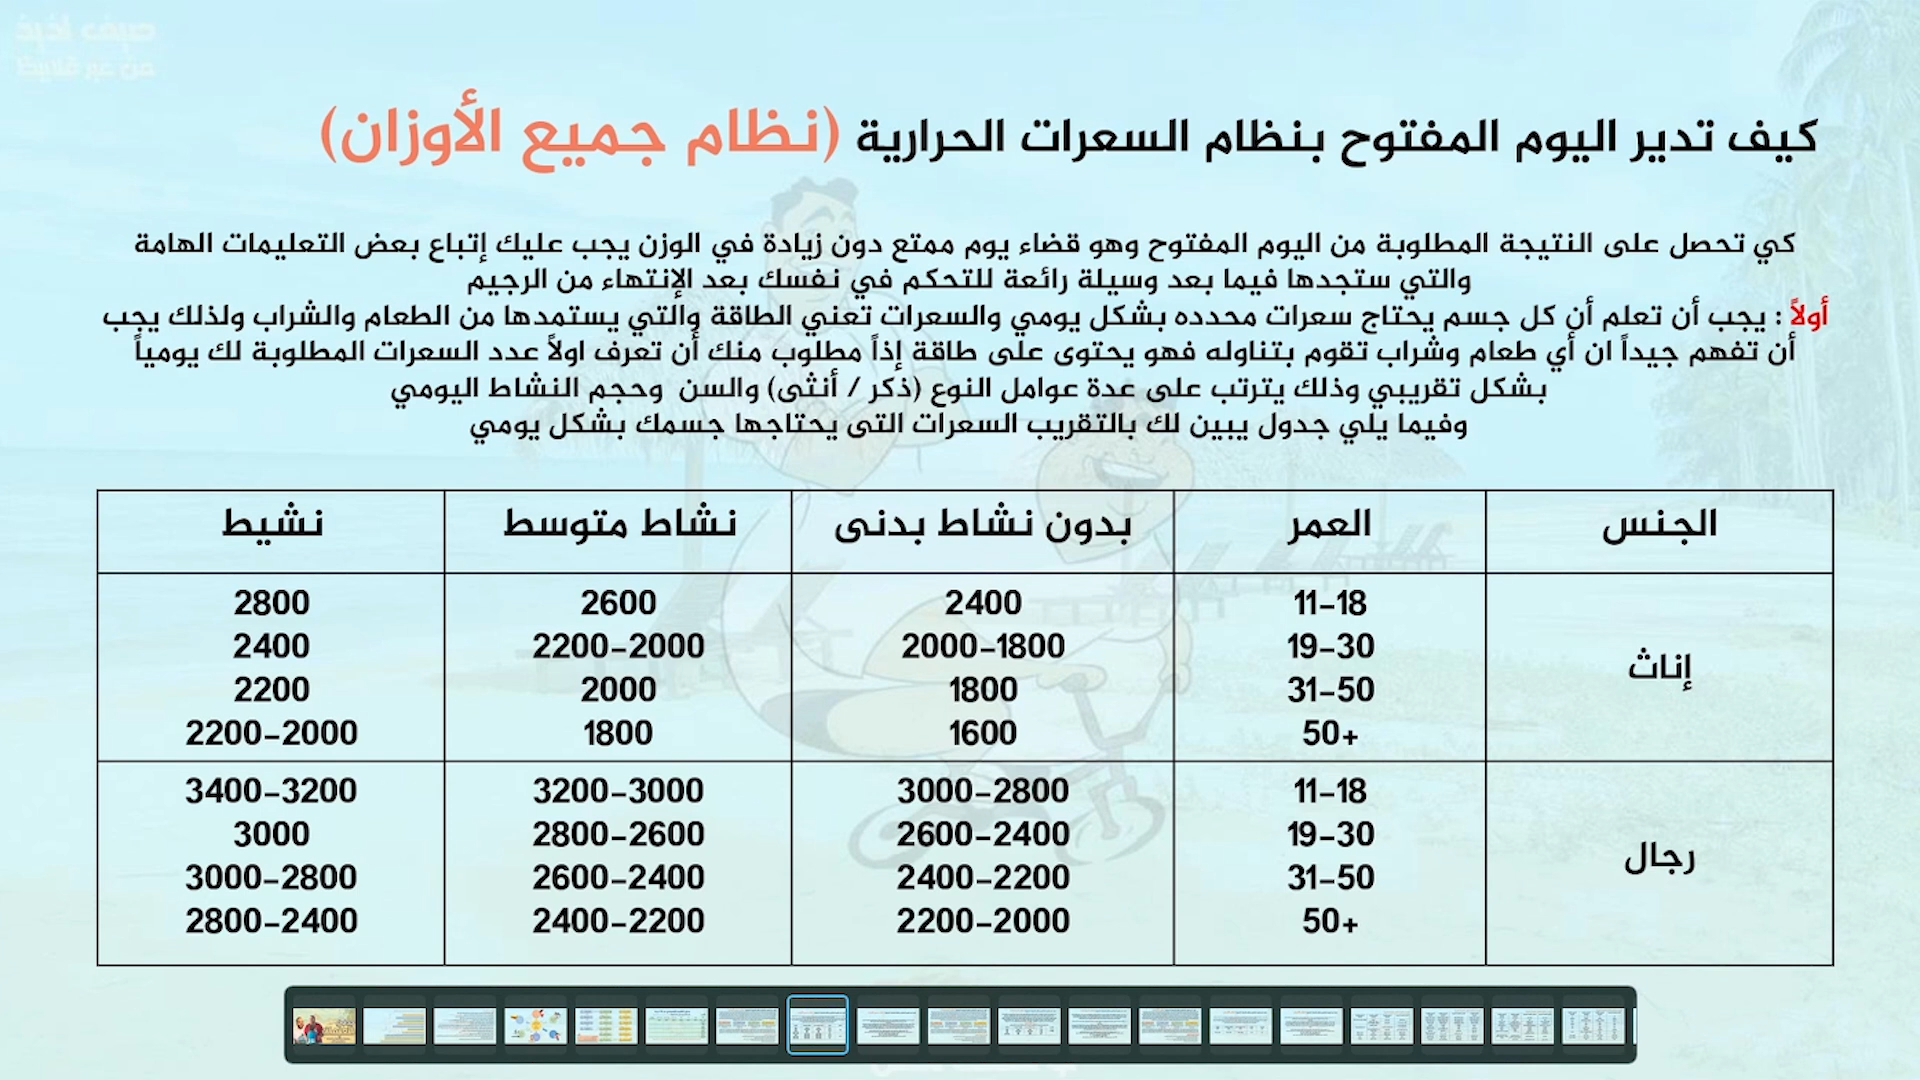 صيف لذيذ
من غير قلابيظ
كيف تدير اليوم المفتوح بنظام السعرات الحرارية (نظام جميع الأوزان)
كي تحصل على النتيجة المطلوبة من اليوم المفتوح وهو قضاء يوم ممتع دون زيادة في الوزن يجب عليك إتباع بعض التعليمات الهامة
والتي ستجدها فيما بعد وسيلة رائعة للتحكم في نفسك بعد الإنتهاء من الرجيم
أولاً : يجب أن تعلم أن كل جسم يحتاج سعرات محدده بشكل يومي والسعرات تعني الطاقة والتي يستمدها من الطعام والشراب ولذلك يجب
أن تفهم جيداً ان أي طعام وشراب تقوم بتناوله فهو يحتوى على طاقة إذاً مطلوب منك أن تعرف اولاً عدد السعرات المطلوبة لك يومياً
بشكل تقريبي وذلك يترتب على عدة عوامل النوع (ذكر / أنثى) والسن وحجم النشاط اليومي
وفيما يلي جدول يبين لك بالتقريب السعرات التى يحتاجها جسمك بشكل يومي
الجنس العمر بدون نشاط بدنى نشاط متوسط نشيط
إناث
11-18 2400 2600 2800
19-30 2000-1800 2200-2000 2400
31-50 1800 2000 2200
50+ 1600 1800 2200-2000
رجال
11-18 3000-2800 3200-3000 3400-3200
19-30 2600-2400 2800-2600 3000
31-50 2400-2200 2600-2400 3000-2800
50+ 2200-2000 2400-2200 2800-2400